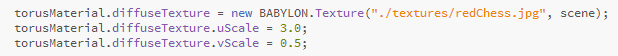 torusMaterial.diffuseTexture = new BABYLON.Texture("./textures/redChess.jpg", scene);
torusMaterial.diffuseTexture.uScale = 3.0;
torusMaterial.diffuseTexture.vScale = 0.5;